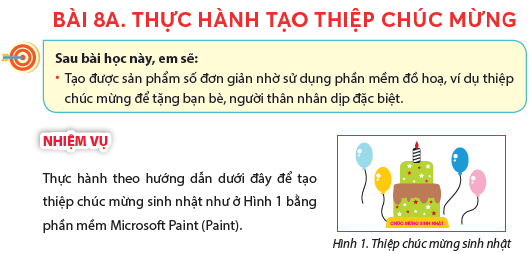 BÀI 8A. THỰC HÀNH TẠO THIỆP CHÚC MỪNG
Sau bài học này, em sẽ:
• Tạo được sản phẩm số đơn giản nhờ sử dụng phần mềm đồ hoạ, ví dụ thiệp
chúc mừng để tặng bạn bè, người thân nhân dịp đặc biệt.
NHIỆM VỤ
Thực hành theo hướng dẫn dưới đây để tạo
thiệp chúc mừng sinh nhật như ở Hình 1 bằng
phần mềm Microsoft Paint (Paint).
CHÚC MỪNG SINH NHẬT
Hình 1. Thiệp chúc mừng sinh nhật